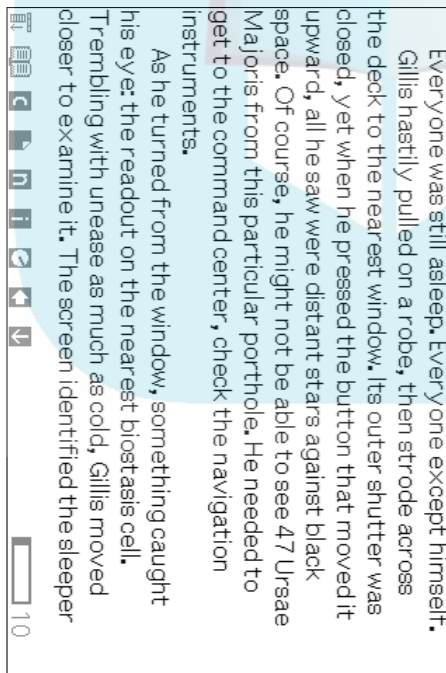 Everyone was still asleep. Everyone except himself.
Gillis hastily pulled on a robe, then strode across
the deck to the nearest window. Its outer shutter was
closed, yet when he pressed the button that moved it
upward, all he saw were distant stars against black
space. Of course, he might not be able to see 47 Ursae
Majoris from this particular porthole. He needed to
get to the command center, check the navigation
instruments.
As he turned from the window, something caught
his eye: the readout on the nearest biostasis cell.
Trembling with unease as much as cold, Gillis moved
closer to examine it. The screen identified the sleeper
c n i 10